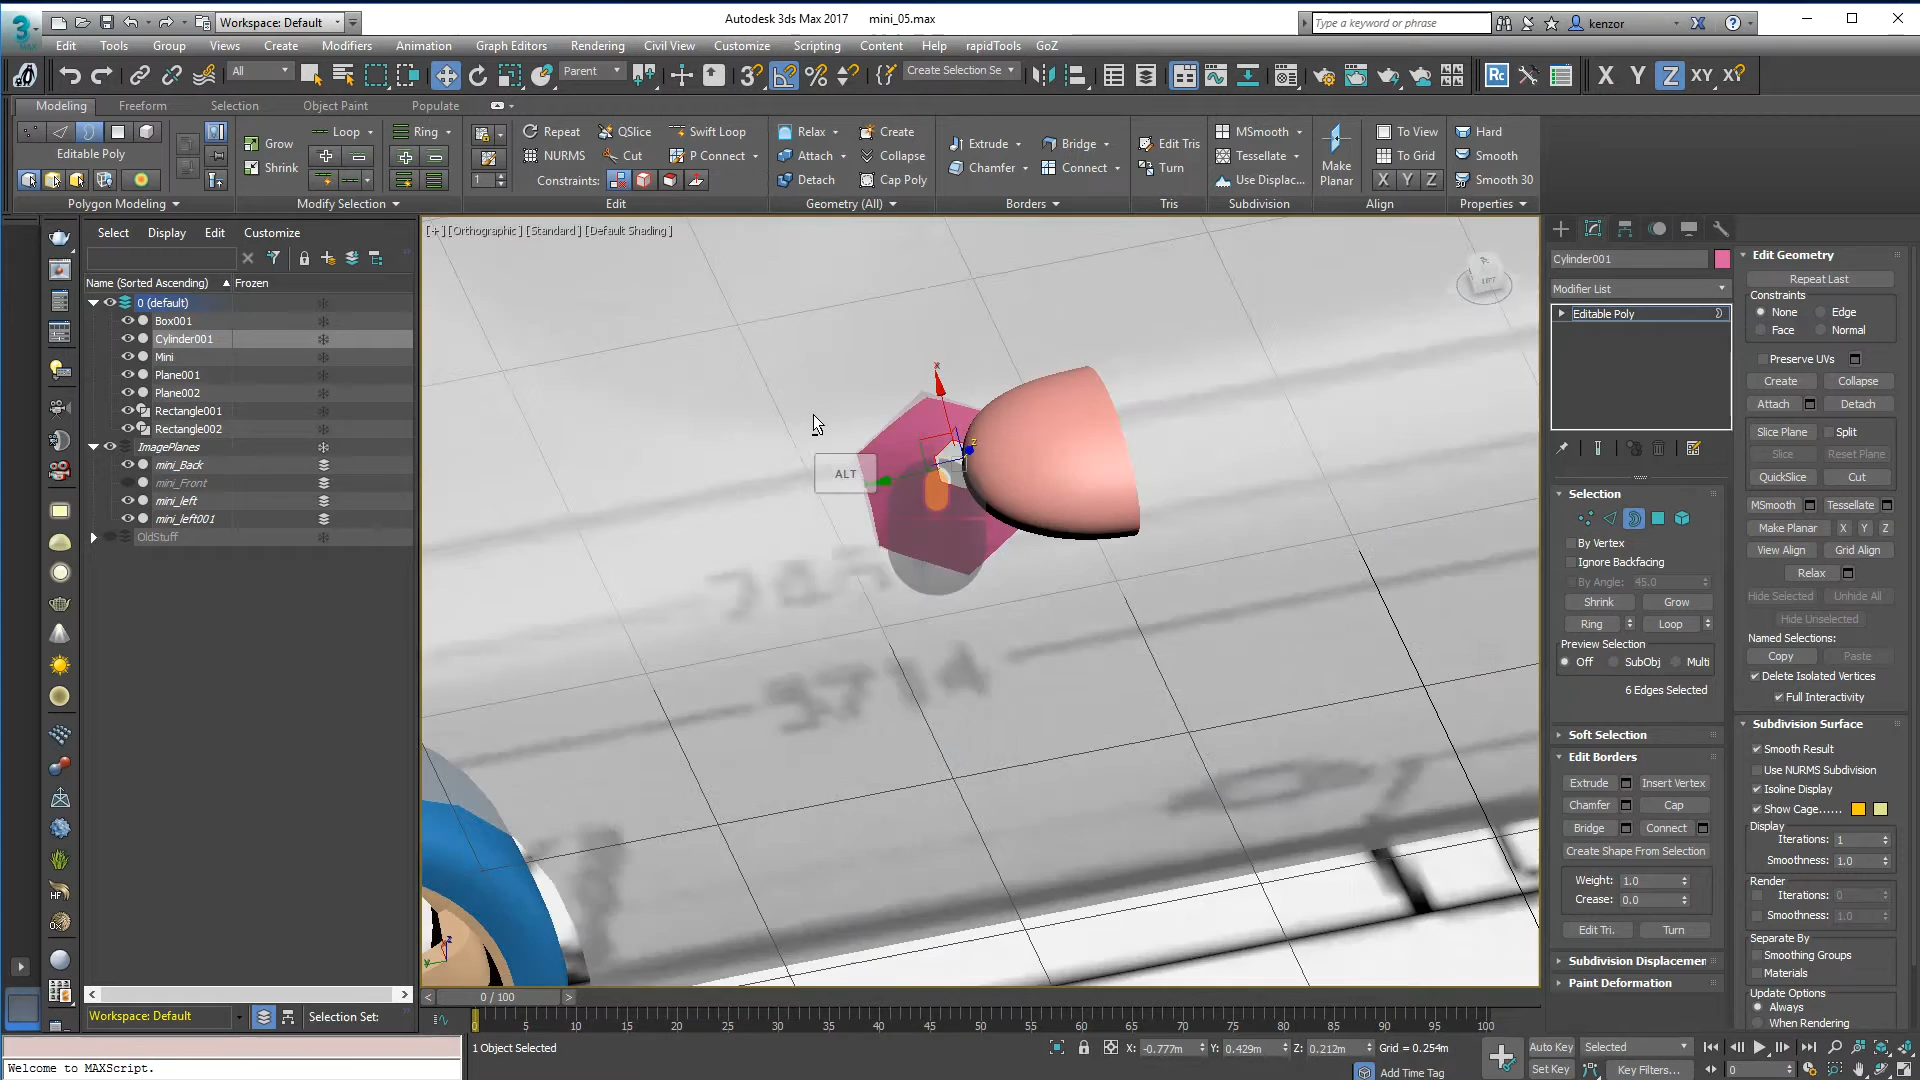 Workspace: Default
Autodesk 3ds Max 2017 mini_05.max
Type a keyword or phrase
kenzor
Edit Tools Group Views Create Modifiers Animation Graph Editors Rendering Civil View Customize Scripting Content Help rapidTools GoZ
All Parent Create Selection Se X Y Z XY
Modeling Freeform Selection Object Paint Populate
Loop Ring Repeat QSlice Swift Loop Relax Create MSmooth To View Hard
Grow NURMS Cut P Connect Attach Collapse Extrude Bridge Edit Tris Tessellate To Grid Smooth
Editable Poly
Shrink 1 Constraints: Detach Cap Poly Chamfer Connect Turn Use Displac... Make Planar X Y Z Smooth 30
Polygon Modeling Modify Selection Edit Geometry (All) Borders Tris Subdivision Align Properties
Select Display Edit Customize
Name (Sorted Ascending) Frozen
0 (default)
Box001
Cylinder001
Mini
Plane001
Plane002
Rectangle001
Rectangle002
ImagePlanes
mini_Back
mini_Front
mini_left
mini_left001
OldStuff
[+] [Orthographic] [Standard] [Default Shading]
x
z
ALT
3714
z
y
Cylinder001
Modifier List
Editable Poly
Selection
By Vertex
Ignore Backfacing
By Angle: 45.0
Shrink Grow
Ring Loop
Preview Selection
Off SubObj Multi
6 Edges Selected
Soft Selection
Edit Borders
Extrude Insert Vertex
Chamfer Cap
Bridge Connect
Create Shape From Selection
Weight: 1.0
Crease: 0.0
Edit Tri. Turn
Subdivision Displacemen
Paint Deformation
Edit Geometry
Repeat Last
Constraints
None Edge
Face Normal
Preserve UVs
Create Collapse
Attach Detach
Slice Plane Split
Slice Reset Plane
QuickSlice Cut
MSmooth Tessellate
Make Planar X Y Z
View Align Grid Align
Relax
Hide Selected Unhide All
Hide Unselected
Named Selections:
Copy Paste
Delete Isolated Vertices
Full Interactivity
Subdivision Surface
Smooth Result
Use NURMS Subdivision
Isoline Display
Show Cage......
Display
Iterations: 1
Smoothness: 1.0
Render
Iterations: 0
Smoothness: 1.0
Separate By
Smoothing Groups
Materials
Update Options
Always
When Rendering
0 / 100
Workspace: Default Selection Set:
0 5 10 15 20 25 30 35 40 45 50 55 60 65 70 75 80 85 90 95 100
1 Object Selected
X: -0.777m Y: 0.429m Z: 0.212m Grid = 0.254m
Auto Key Selected
Welcome to MAXScript.
Add Time Tag
Set Key Key Filters... 0